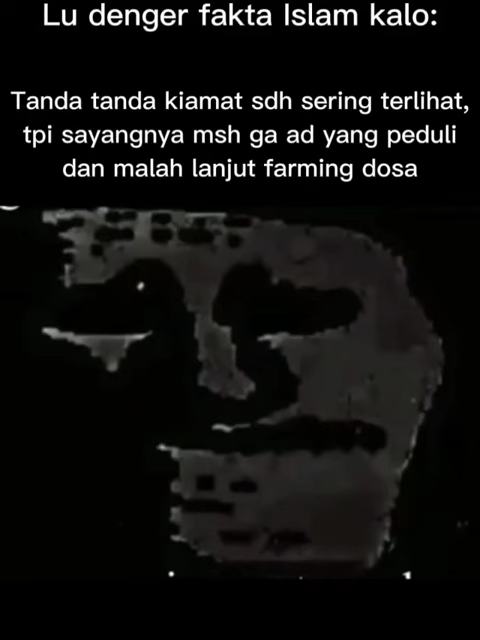 Lu denger fakta Islam kalo:
Tanda tanda kiamat sdh sering terlihat,
tpi sayangnya msh ga ad yang peduli
dan malah lanjut farming dosa